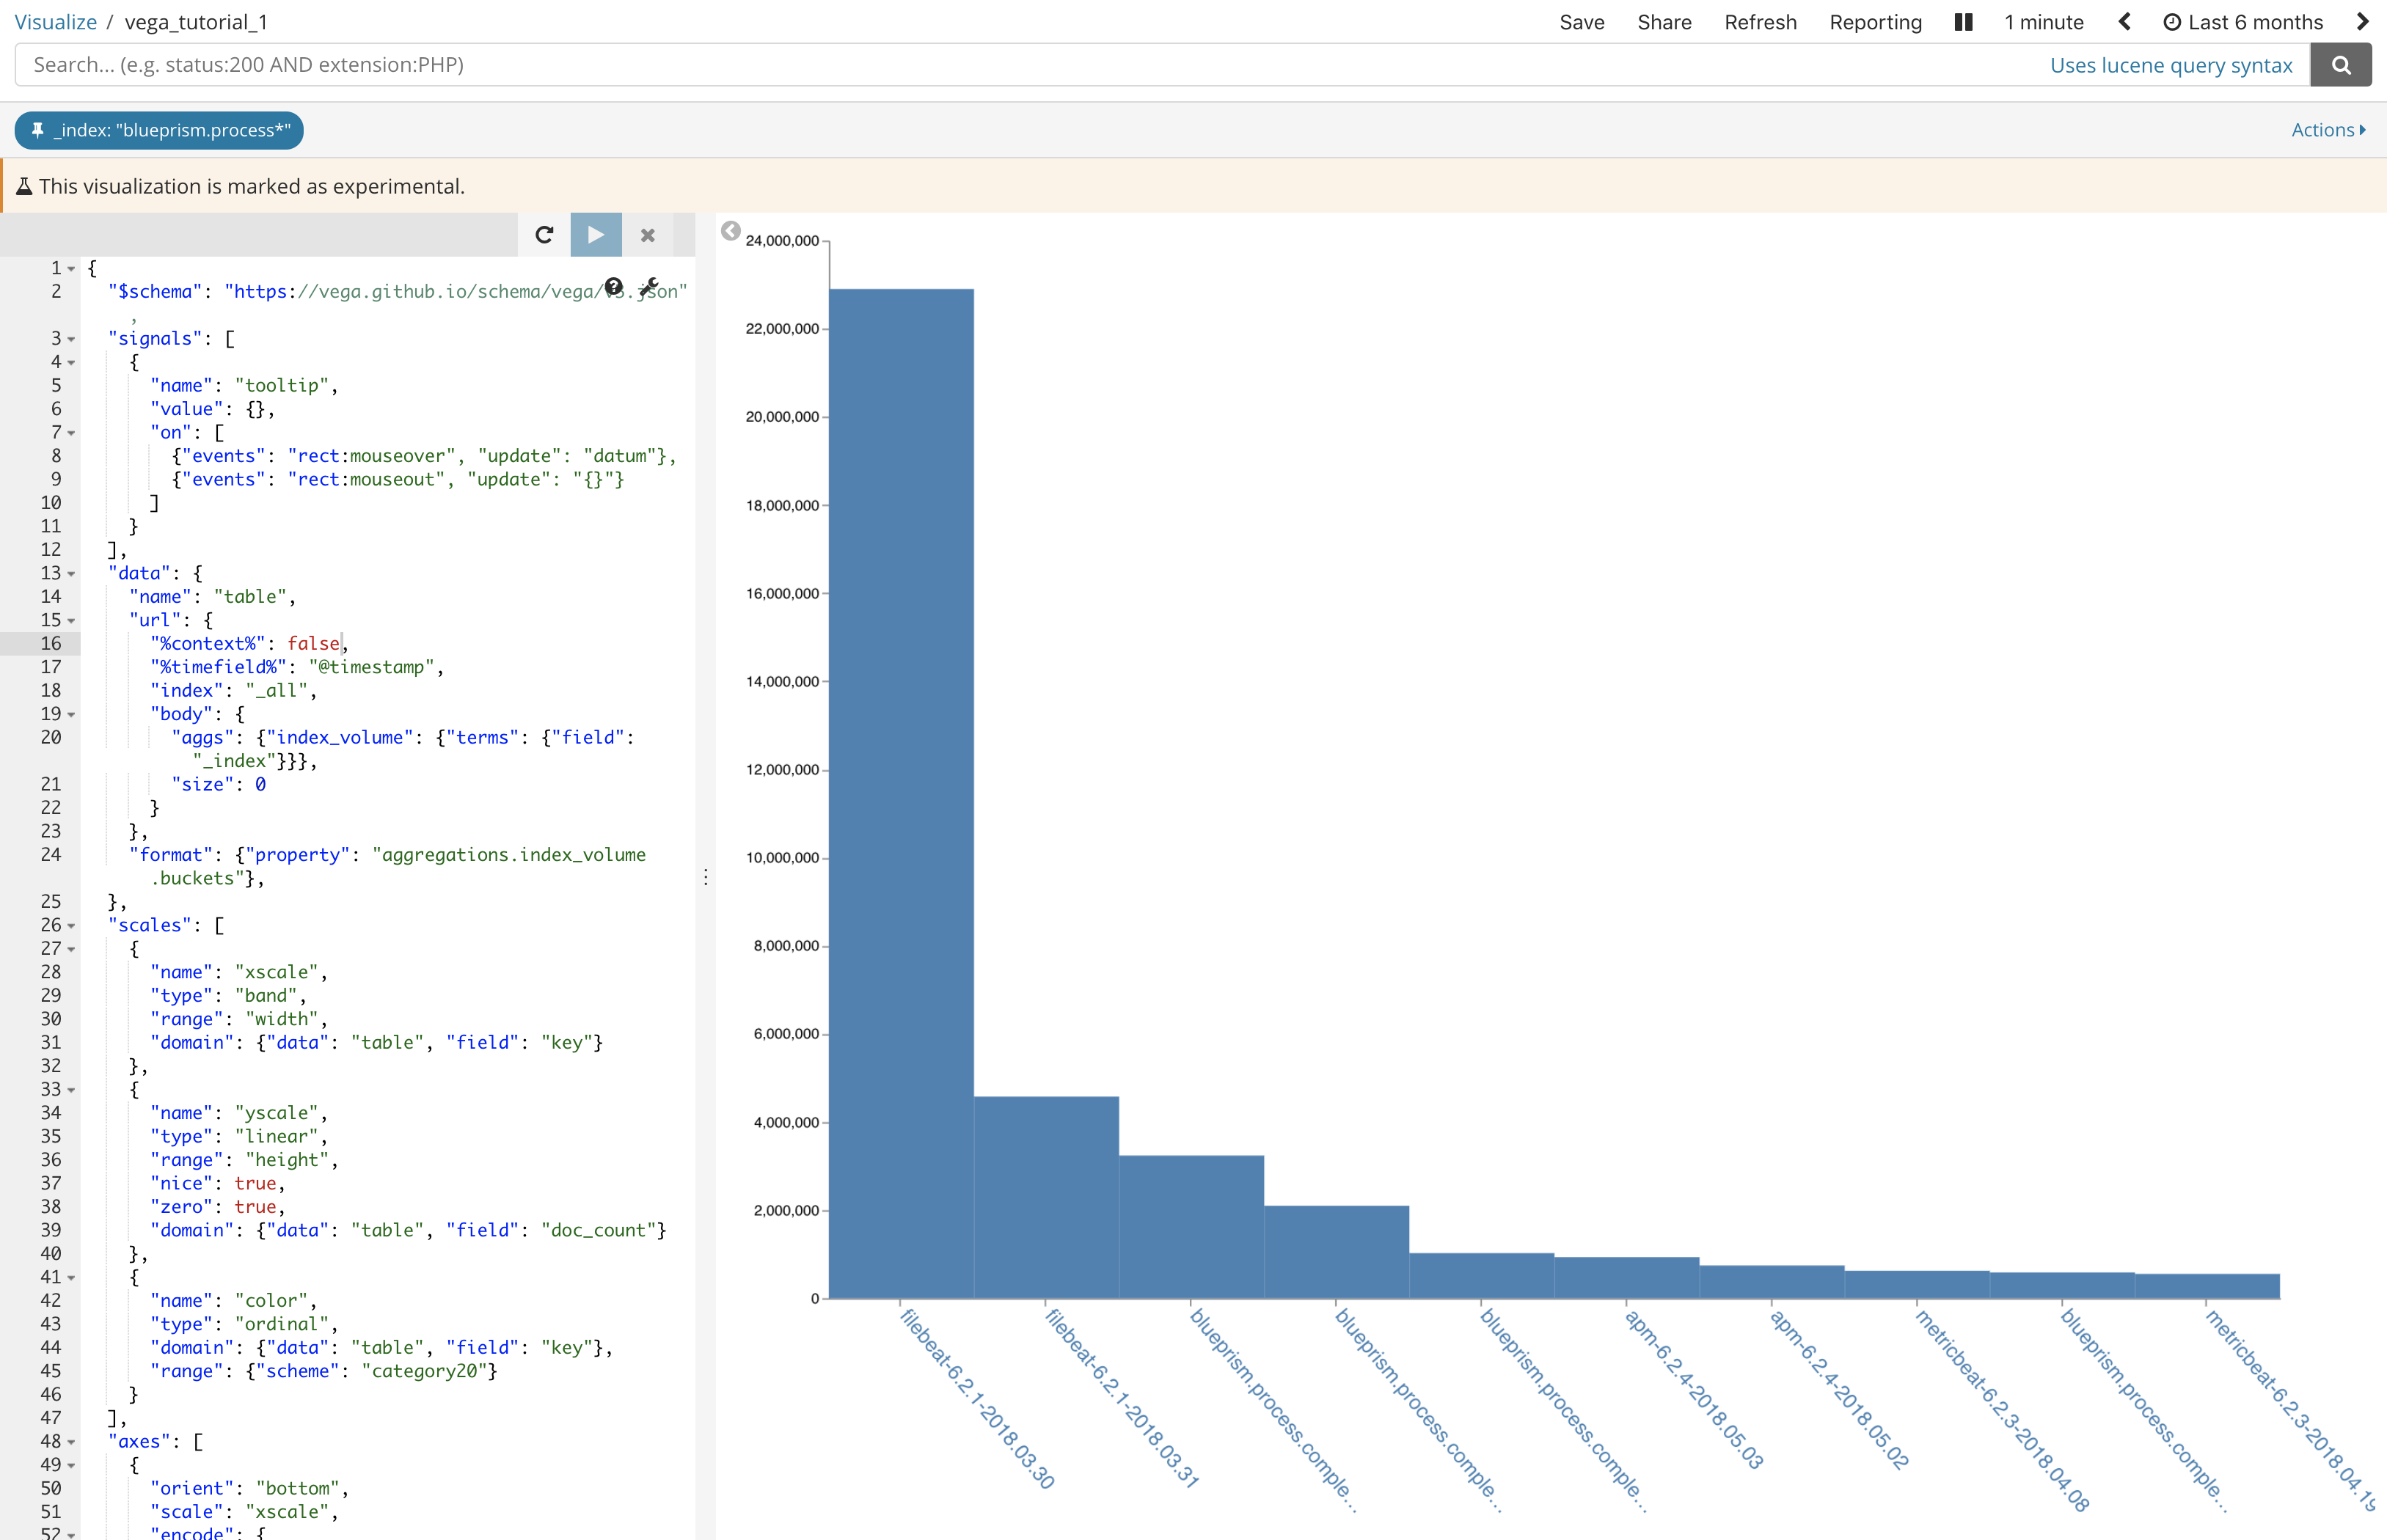 Visualize / vega_tutorial_1
Save Share Refresh Reporting 1 minute Last 6 months
Search... (e.g. status:200 AND extension:PHP)
Uses lucene query syntax
_index: "blueprism.process*"
Actions
This visualization is marked as experimental.
1 {
2 "$schema": "https://vega.github.io/schema/vega/v3.json"
,
3 "signals": [
4 {
5 "name": "tooltip",
6 "value": {},
7 "on": [
8 {"events": "rect:mouseover", "update": "datum"},
9 {"events": "rect:mouseout", "update": "{}"}
10 ]
11 }
12 ],
13 "data": {
14 "name": "table",
15 "url": {
16 "%context%": false,
17 "%timefield%": "@timestamp",
18 "index": "_all",
19 "body": {
20 "aggs": {"index_volume": {"terms": {"field":
"_index"}}},
21 "size": 0
22 }
23 },
24 "format": {"property": "aggregations.index_volume
.buckets"},
25 },
26 "scales": [
27 {
28 "name": "xscale",
29 "type": "band",
30 "range": "width",
31 "domain": {"data": "table", "field": "key"}
32 },
33 {
34 "name": "yscale",
35 "type": "linear",
36 "range": "height",
37 "nice": true,
38 "zero": true,
39 "domain": {"data": "table", "field": "doc_count"}
40 },
41 {
42 "name": "color",
43 "type": "ordinal",
44 "domain": {"data": "table", "field": "key"},
45 "range": {"scheme": "category20"}
46 }
47 ],
48 "axes": [
49 {
50 "orient": "bottom",
51 "scale": "xscale",
52 "encode": {
24,000,000
22,000,000
20,000,000
18,000,000
16,000,000
14,000,000
12,000,000
10,000,000
8,000,000
6,000,000
4,000,000
2,000,000
0
filebeat-6.2.1-2018.03.30
filebeat-6.2.1-2018.03.31
blueprism.process.comple...
blueprism.process.comple...
blueprism.process.comple...
apm-6.2.4-2018.05.03
apm-6.2.4-2018.05.02
metricbeat-6.2.3-2018.04.08
blueprism.process.comple...
metricbeat-6.2.3-2018.04.19